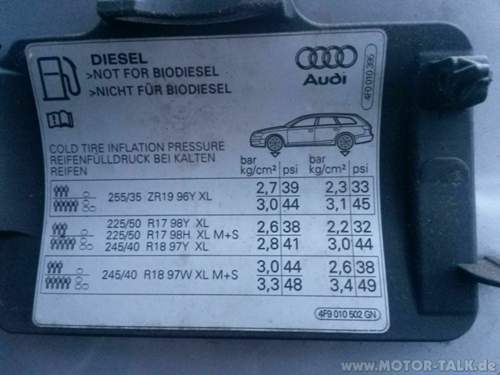 DIESEL
>NOT FOR BIODIESEL
>NICHT FÜR BIODIESEL
Audi
4F0 010 395
COLD TIRE INFLATION PRESSURE
REIFENFÜLLDRUCK BEI KALTEN
REIFEN
bar kg/cm² psi bar kg/cm² psi
255/35 ZR19 96Y XL 2,7 39 2,3 33
3,0 44 3,1 45
225/50 R17 98Y XL 2,6 38 2,2 32
225/50 R17 98H XL M+S
245/40 R18 97Y XL 2,8 41 3,0 44
245/40 R18 97W XL M+S 3,0 44 2,6 38
3,3 48 3,4 49
4F9 010 502 GN
www.MOTOR-TALK.de